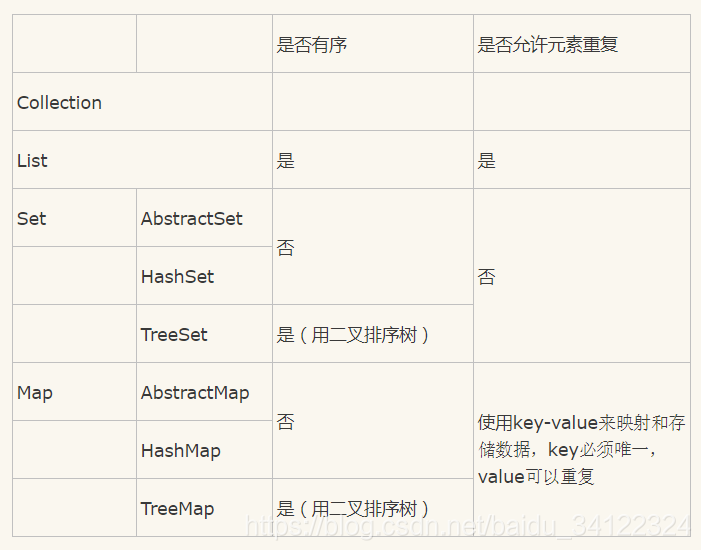 是否有序 是否允许元素重复
Collection
List 是 是
Set AbstractSet
否
HashSet
否
TreeSet 是（用二叉排序树）
Map AbstractMap
否
HashMap
使用key-value来映射和存
储数据，key必须唯一，
value可以重复
TreeMap 是（用二叉排序树）
https://blog.csdn.net/baidu_34122324